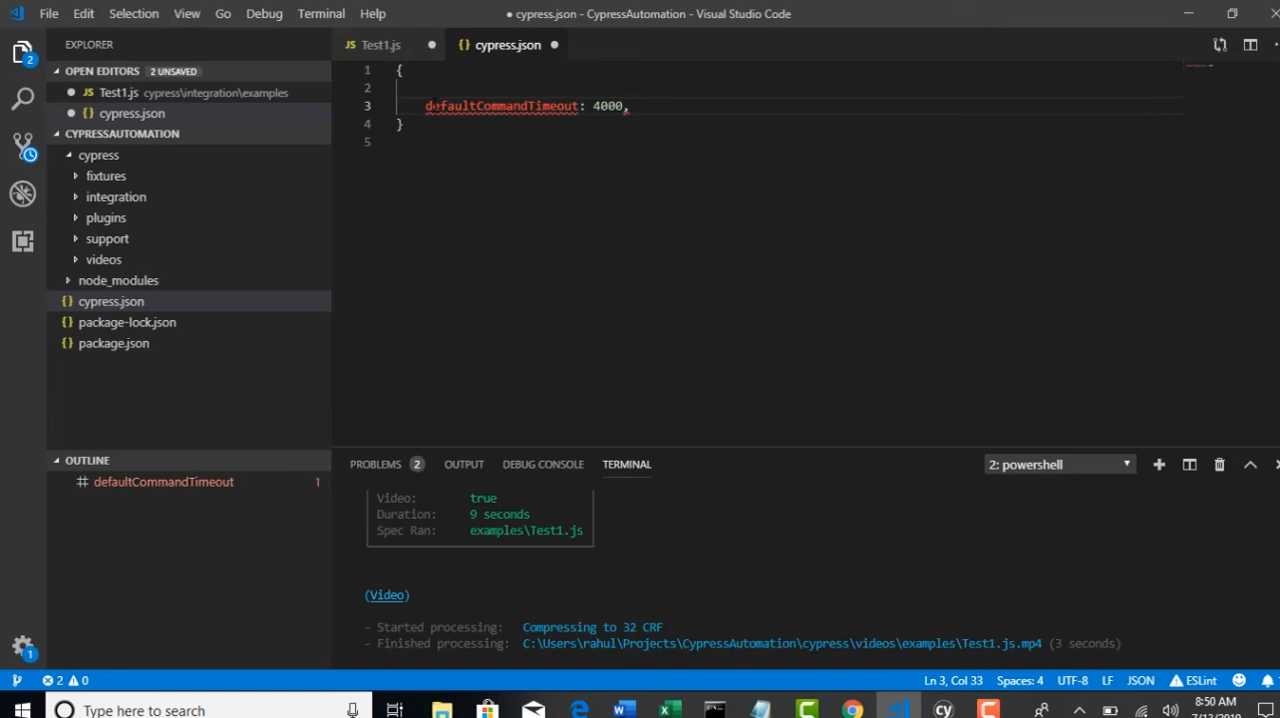 File Edit Selection View Go Debug Terminal Help
● cypress.json - CypressAutomation - Visual Studio Code
EXPLORER
OPEN EDITORS 2 UNSAVED
Test1.js cypress\integration\examples
cypress.json
CYPRESSAUTOMATION
cypress
fixtures
integration
plugins
support
videos
node_modules
cypress.json
package-lock.json
package.json
OUTLINE
defaultCommandTimeout 1
2
1
JS Test1.js
{} cypress.json
1 {
2
3 defaultCommandTimeout: 4000,
4 }
5
PROBLEMS 2 OUTPUT DEBUG CONSOLE TERMINAL
2: powershell
Video: true
Duration: 9 seconds
Spec Ran: examples\Test1.js
(Video)
- Started processing: Compressing to 32 CRF
- Finished processing: C:\Users\rahul\Projects\CypressAutomation\cypress\videos\examples\Test1.js.mp4 (3 seconds)
2 0
Ln 3, Col 33 Spaces: 4 UTF-8 LF JSON ESLint
Type here to search
cy
8:50 AM